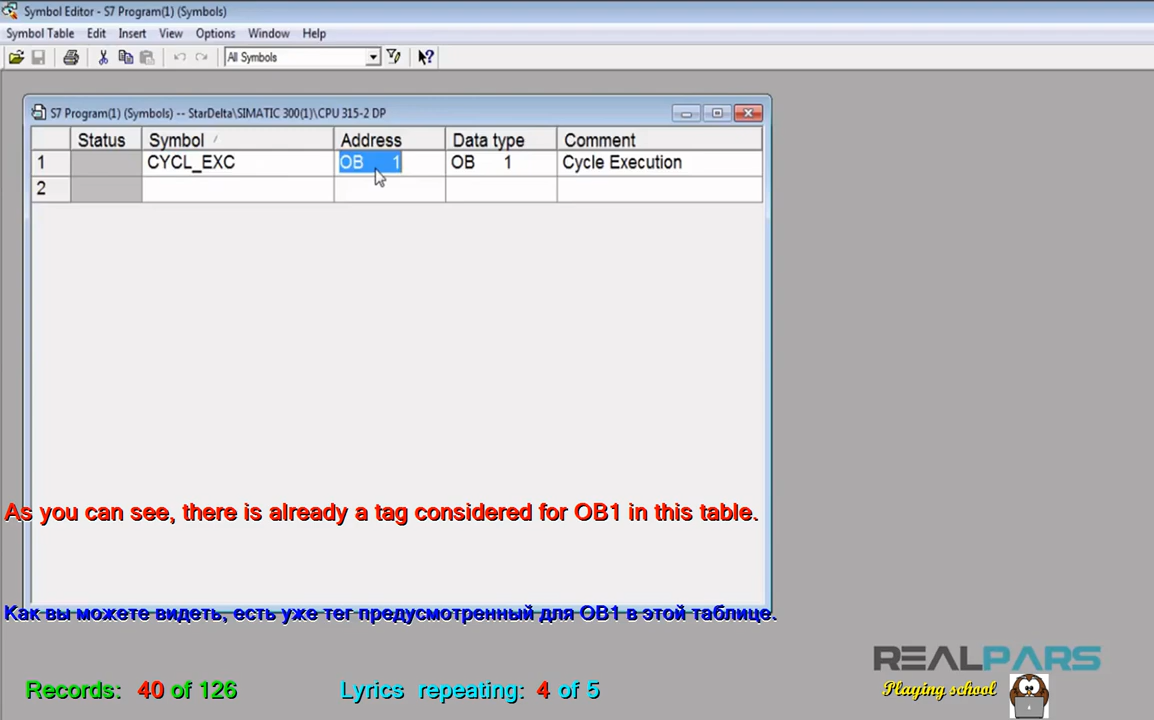 Symbol Editor - S7 Program(1) (Symbols)
Symbol Table Edit Insert View Options Window Help
All Symbols
S7 Program(1) (Symbols) -- StarDelta\SIMATIC 300(1)\CPU 315-2 DP
Status Symbol Address Data type Comment
1 CYCL_EXC OB 1 OB 1 Cycle Execution
2
As you can see, there is already a tag considered for OB1 in this table.
Как вы можете видеть, есть уже тег предусмотренный для OB1 в этой таблице.
REALPARS
Playing school
Records: 40 of 126 Lyrics repeating: 4 of 5
4